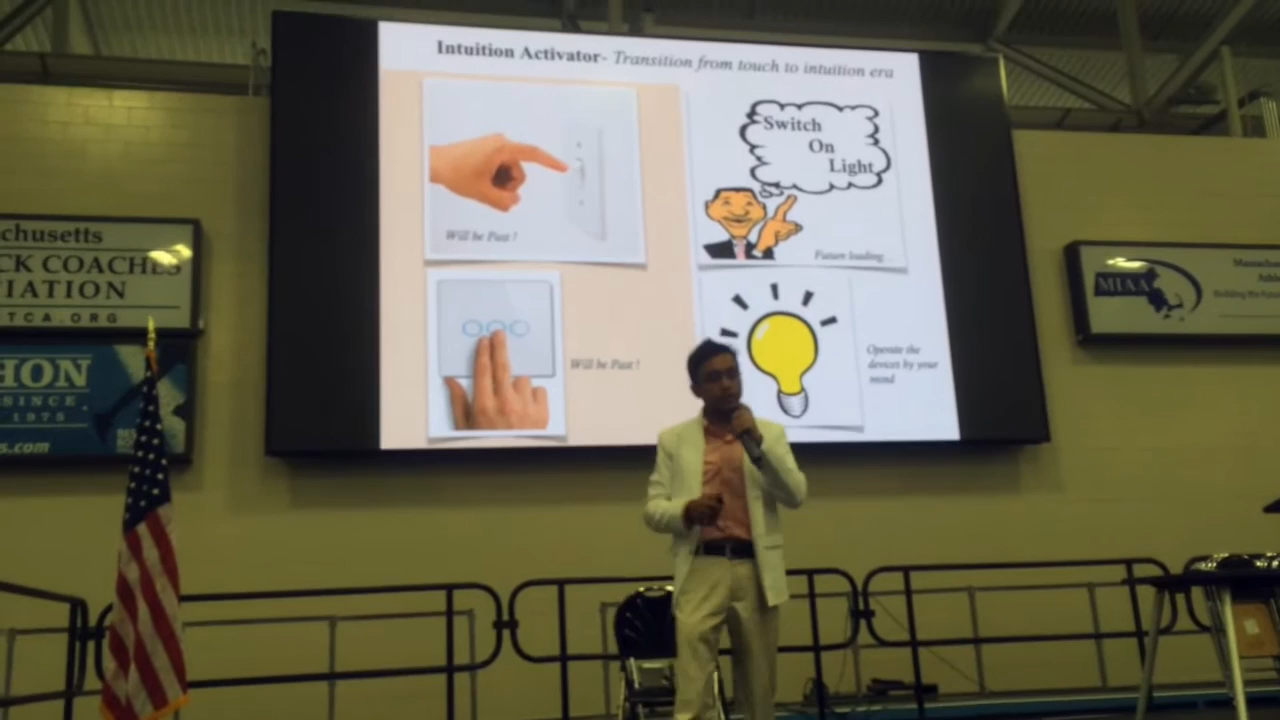 Intuition Activator- Transition from touch to intuition era
Switch
On
Light
Will be Past !
Future loading...
Will be Past !
Operate the
devices by your
mind
chusetts
CK COACHES
IATION
TCA.ORG
HON
SINCE
1975
s.com
MIAA